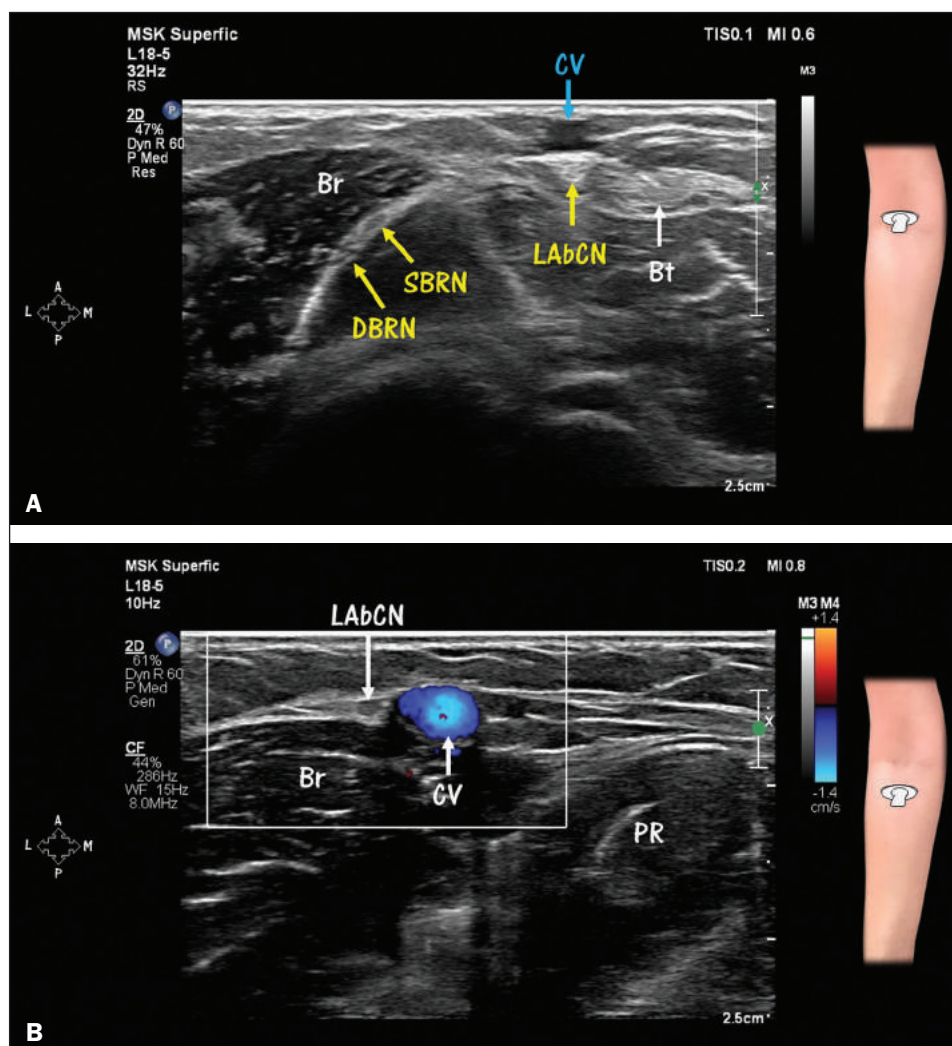 MSK Superfic
TIS0.1 MI 0.6
L18-5
32Hz
RS
M3
2D
47%
Dyn R 60
P Med
Res
P
CV
x
Br
LAbCN
Bt
SBRN
DBRN
A
L M
P
2.5cm
A
MSK Superfic
TIS0.2 MI 0.8
L18-5
10Hz
LAbCN
M3 M4
+1.4
2D
61%
Dyn R 60
P Med
Gen
P
x
CF
44%
286Hz
WF 15Hz
8.0MHz
Br
CV
-1.4
cm/s
PR
A
L M
P
2.5cm
B